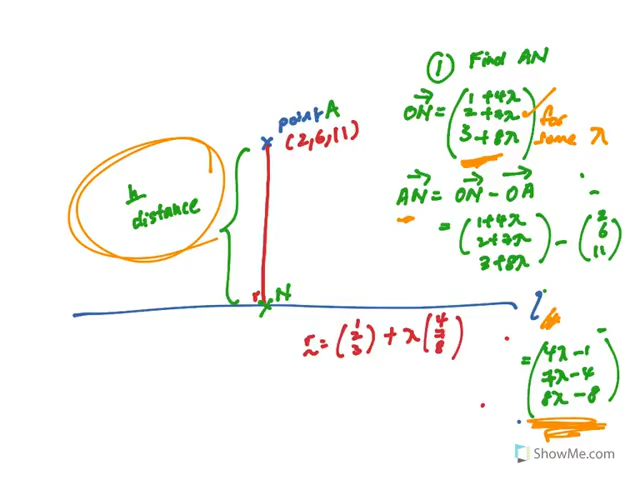 ① Find AN
point A
(2,6,11)
ON = (1+4λ
2+7λ
3+8λ)
for
some λ
AN = ON - OA
= (1+4λ
2+7λ
3+8λ) - (2
6
11)
h
distance
N
l
r = (1
2
3) + λ(4
7
8)
= (4λ-1
7λ-4
8λ-8)
ShowMe.com